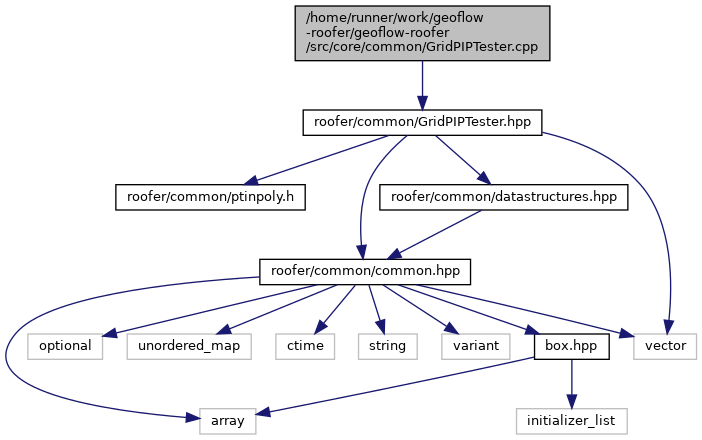 /home/runner/work/geoflow
-roofer/geoflow-roofer
/src/core/common/GridPIPTester.cpp
roofer/common/GridPIPTester.hpp
roofer/common/ptinpoly.h
roofer/common/datastructures.hpp
roofer/common/common.hpp
optional
unordered_map
ctime
string
variant
box.hpp
vector
array
initializer_list